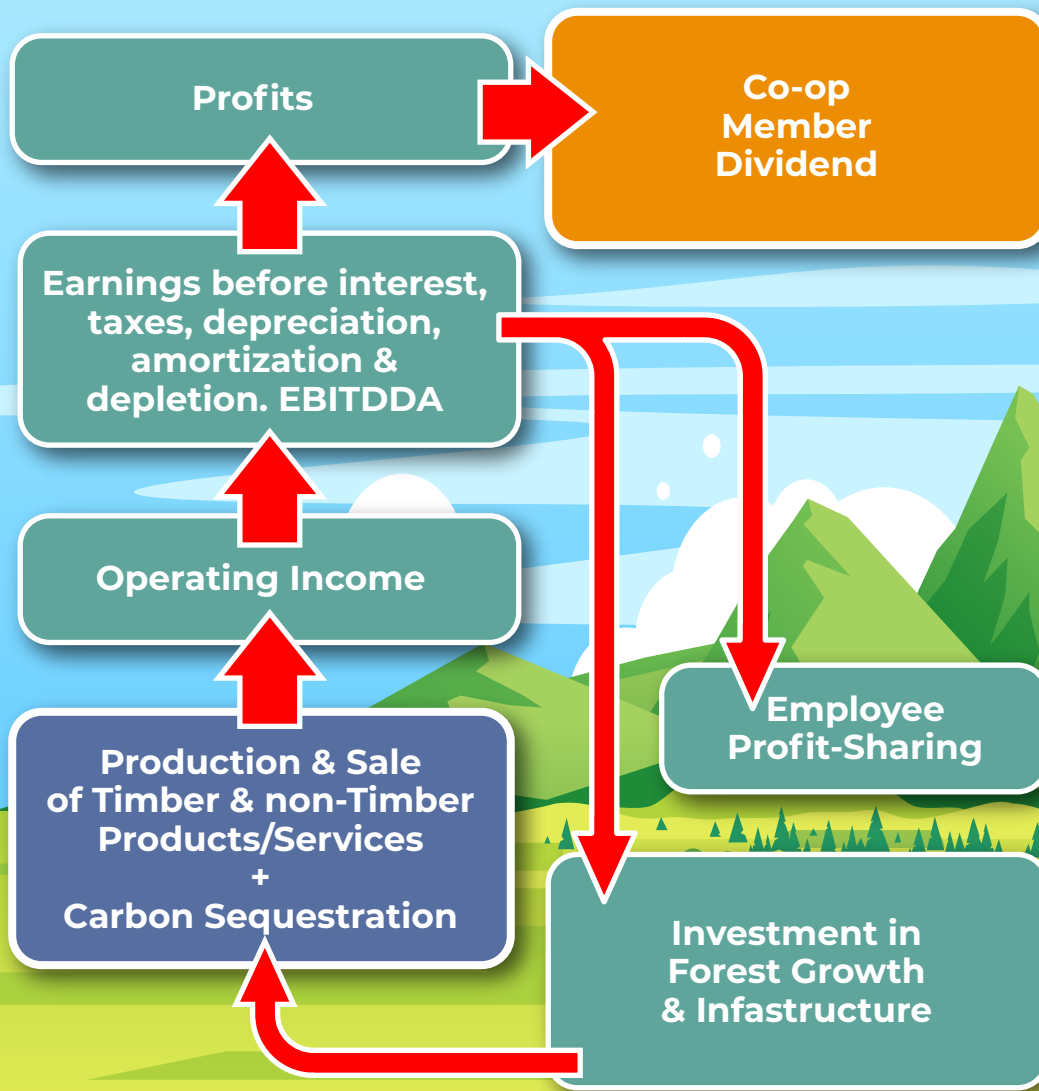 Profits
Co-op
Member
Dividend
Earnings before interest,
taxes, depreciation,
amortization &
depletion. EBITDDA
Operating Income
Employee
Profit-Sharing
Production & Sale
of Timber & non-Timber
Products/Services
+
Carbon Sequestration
Investment in
Forest Growth
& Infastructure